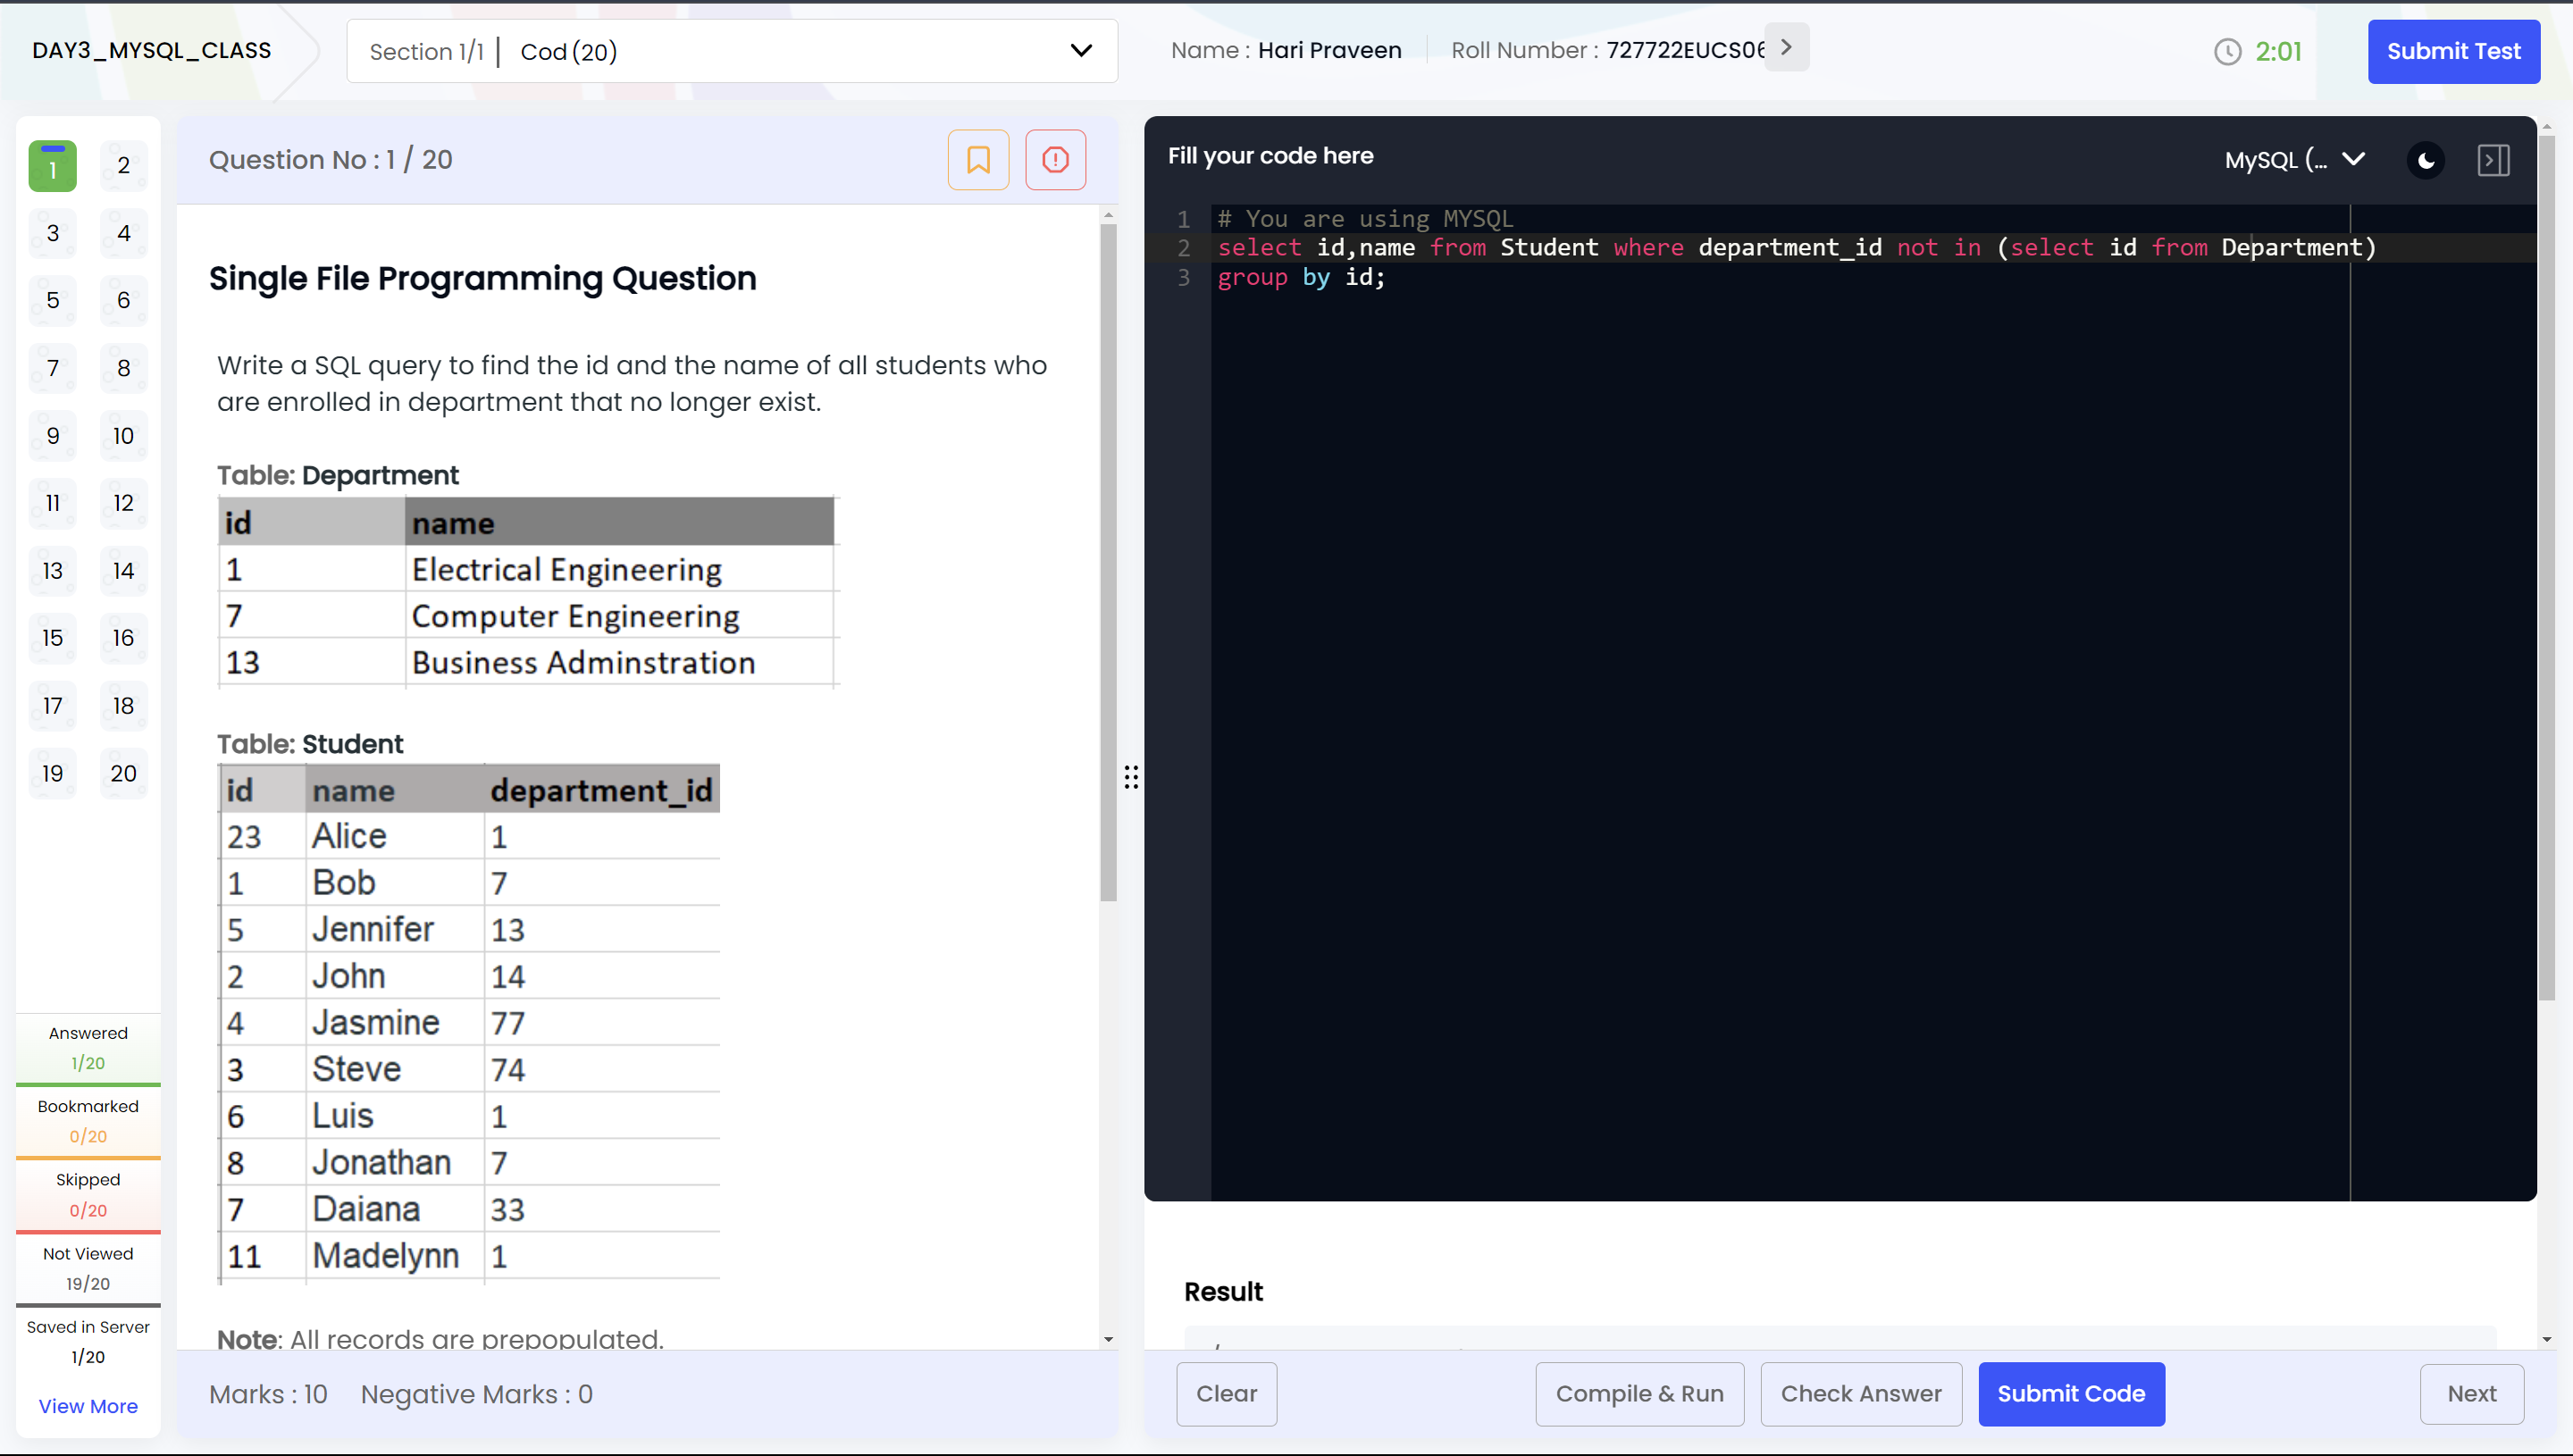 DAY3_MYSQL_CLASS
Section 1/1 | Cod (20)
Name : Hari Praveen
Roll Number : 727722EUCS06
2:01
Submit Test
1 2
3 4
5 6
7 8
9 10
11 12
13 14
15 16
17 18
19 20
Answered
1/20
Bookmarked
0/20
Skipped
0/20
Not Viewed
19/20
Saved in Server
1/20
View More
Question No : 1 / 20
Single File Programming Question
Write a SQL query to find the id and the name of all students who
are enrolled in department that no longer exist.
Table: Department
id name
1 Electrical Engineering
7 Computer Engineering
13 Business Adminstration
Table: Student
id name department_id
23 Alice 1
1 Bob 7
5 Jennifer 13
2 John 14
4 Jasmine 77
3 Steve 74
6 Luis 1
8 Jonathan 7
7 Daiana 33
11 Madelynn 1
Note: All records are prepopulated.
Marks : 10 Negative Marks : 0
Fill your code here
MySQL (...
1 # You are using MYSQL
2 select id,name from Student where department_id not in (select id from Department)
3 group by id;
Result
Clear
Compile & Run
Check Answer
Submit Code
Next